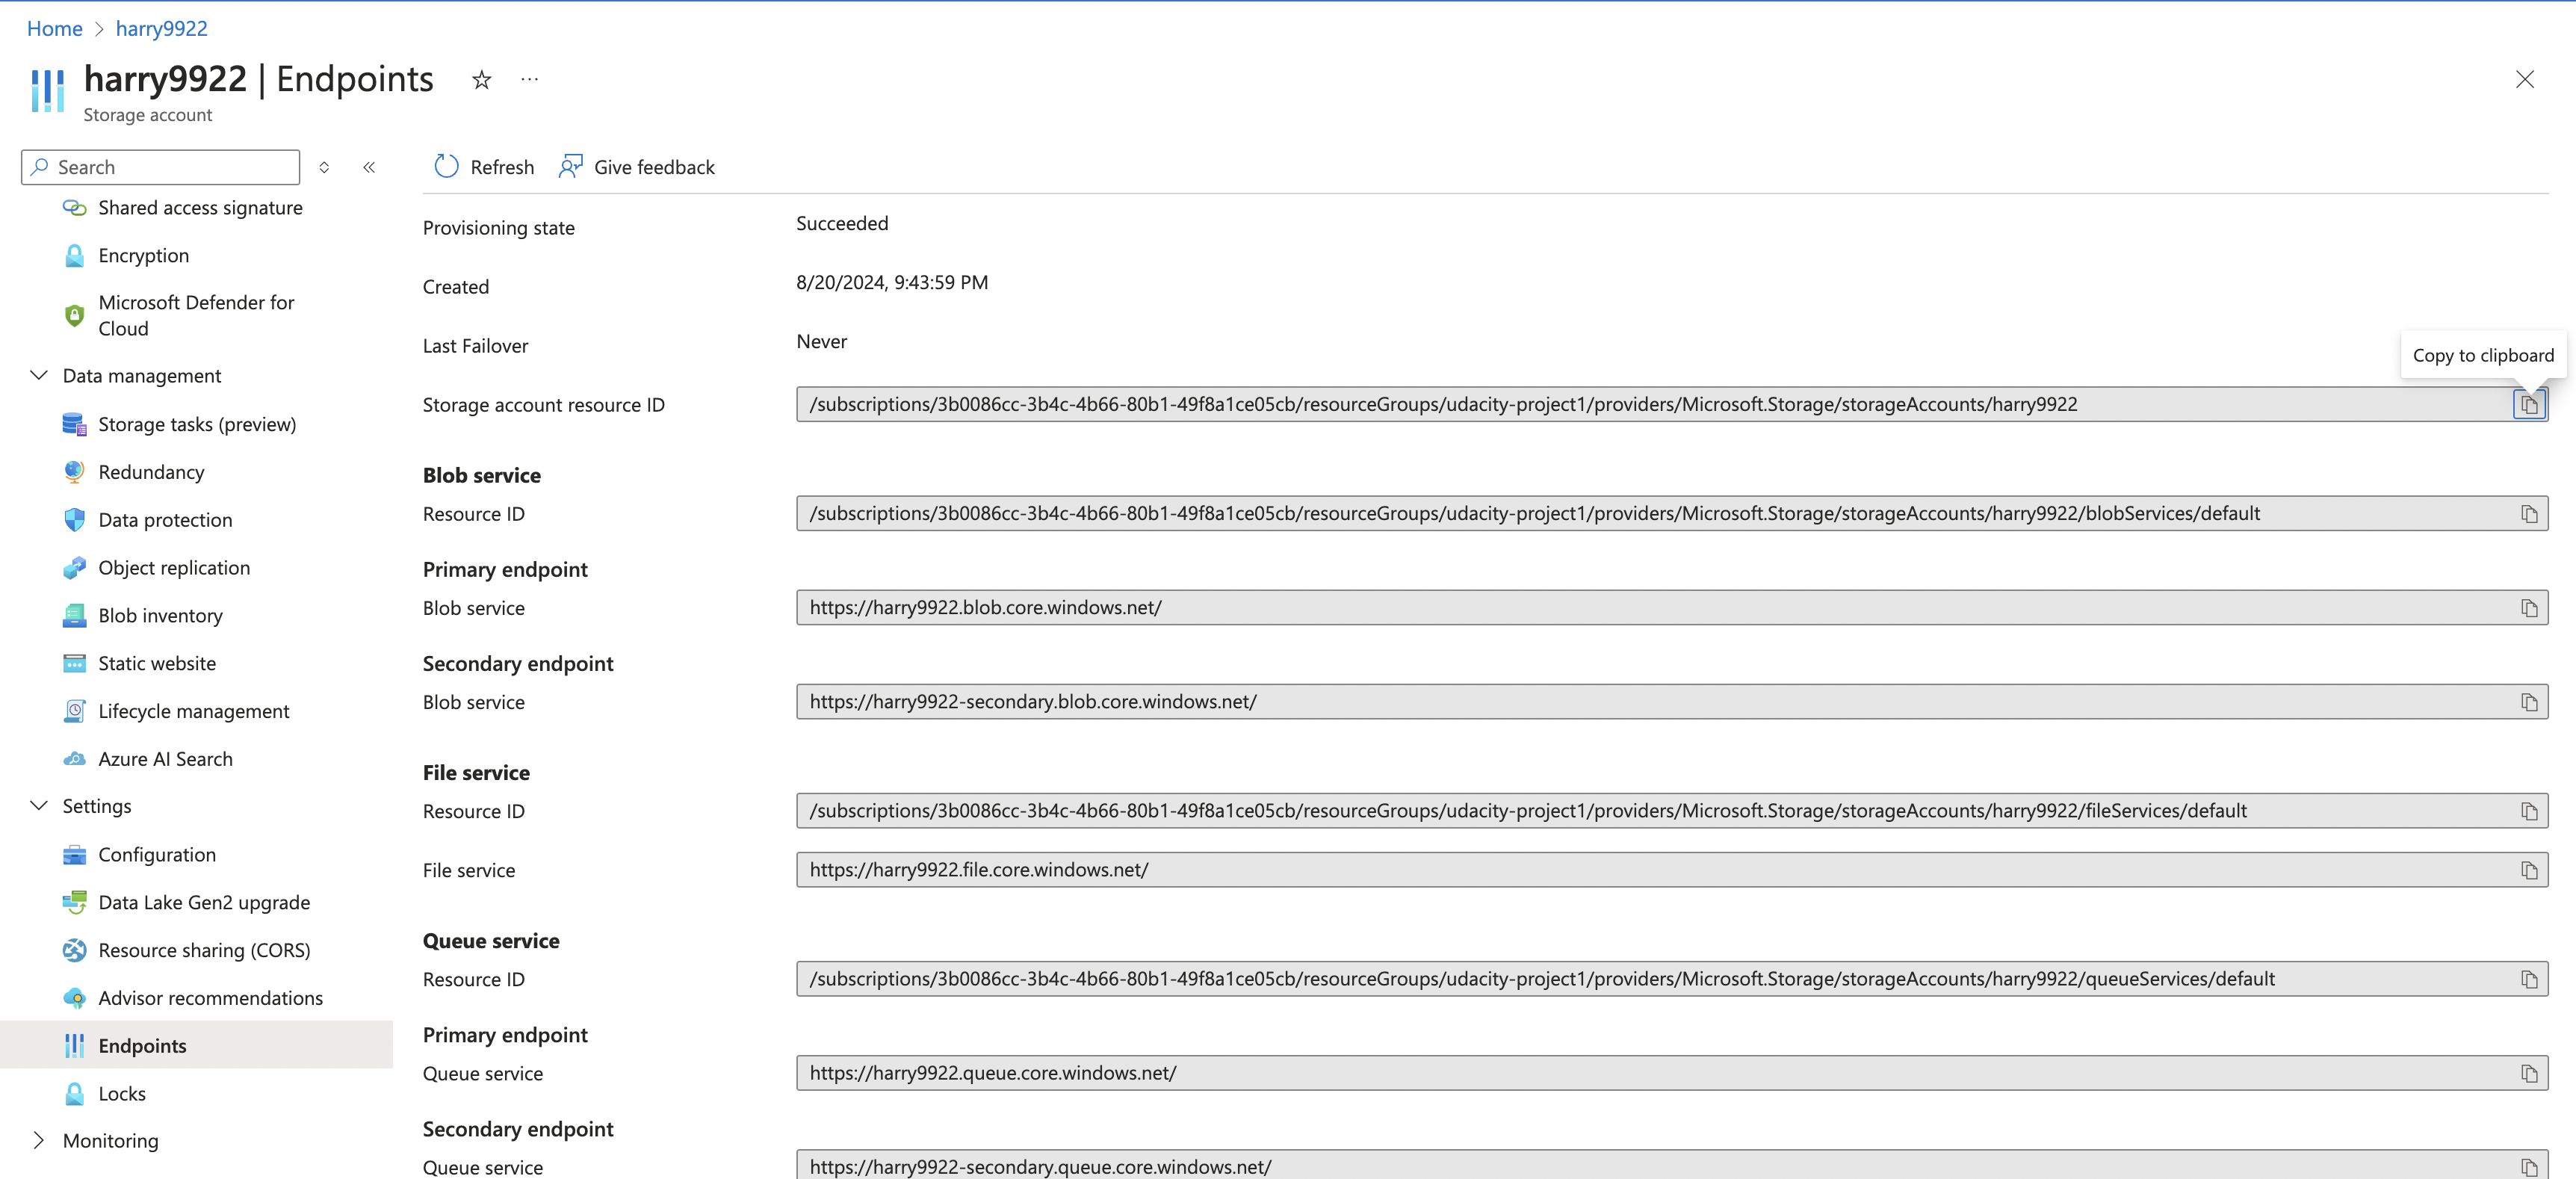 Home > harry9922
harry9922 | Endpoints
Storage account
Search
Shared access signature
Encryption
Microsoft Defender for
Cloud
Data management
Storage tasks (preview)
Redundancy
Data protection
Object replication
Blob inventory
Static website
Lifecycle management
Azure AI Search
Settings
Configuration
Data Lake Gen2 upgrade
Resource sharing (CORS)
Advisor recommendations
Endpoints
Locks
Monitoring
Refresh Give feedback
Provisioning state Succeeded
Created 8/20/2024, 9:43:59 PM
Last Failover Never
Copy to clipboard
Storage account resource ID /subscriptions/3b0086cc-3b4c-4b66-80b1-49f8a1ce05cb/resourceGroups/udacity-project1/providers/Microsoft.Storage/storageAccounts/harry9922
Blob service
Resource ID /subscriptions/3b0086cc-3b4c-4b66-80b1-49f8a1ce05cb/resourceGroups/udacity-project1/providers/Microsoft.Storage/storageAccounts/harry9922/blobServices/default
Primary endpoint
Blob service https://harry9922.blob.core.windows.net/
Secondary endpoint
Blob service https://harry9922-secondary.blob.core.windows.net/
File service
Resource ID /subscriptions/3b0086cc-3b4c-4b66-80b1-49f8a1ce05cb/resourceGroups/udacity-project1/providers/Microsoft.Storage/storageAccounts/harry9922/fileServices/default
File service https://harry9922.file.core.windows.net/
Queue service
Resource ID /subscriptions/3b0086cc-3b4c-4b66-80b1-49f8a1ce05cb/resourceGroups/udacity-project1/providers/Microsoft.Storage/storageAccounts/harry9922/queueServices/default
Primary endpoint
Queue service https://harry9922.queue.core.windows.net/
Secondary endpoint
Queue service https://harry9922-secondary.queue.core.windows.net/